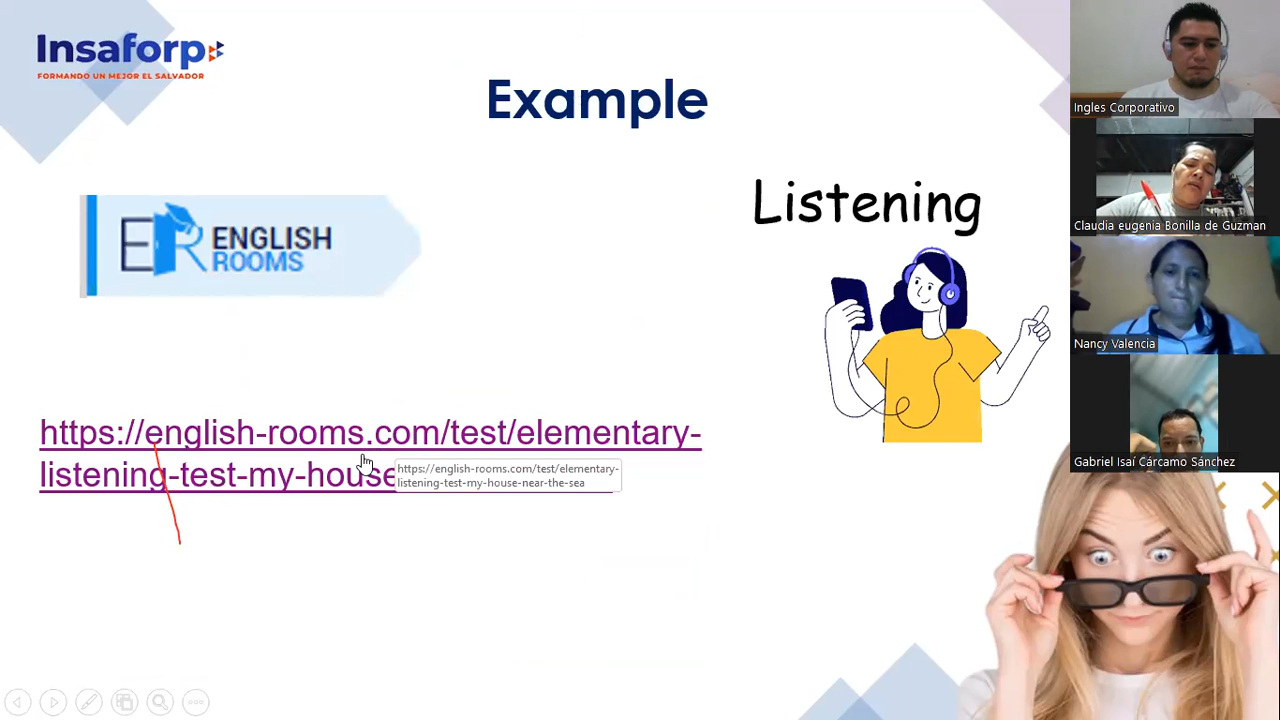 Insaforp
FORMANDO UN MEJOR EL SALVADOR
Example
ER ENGLISH
ROOMS
Listening
https://english-rooms.com/test/elementary-
listening-test-my-house
https://english-rooms.com/test/elementary-
listening-test-my-house-near-the-sea
Ingles Corporativo
Claudia eugenia Bonilla de Guzman
Nancy Valencia
Gabriel Isaí Cárcamo Sánchez